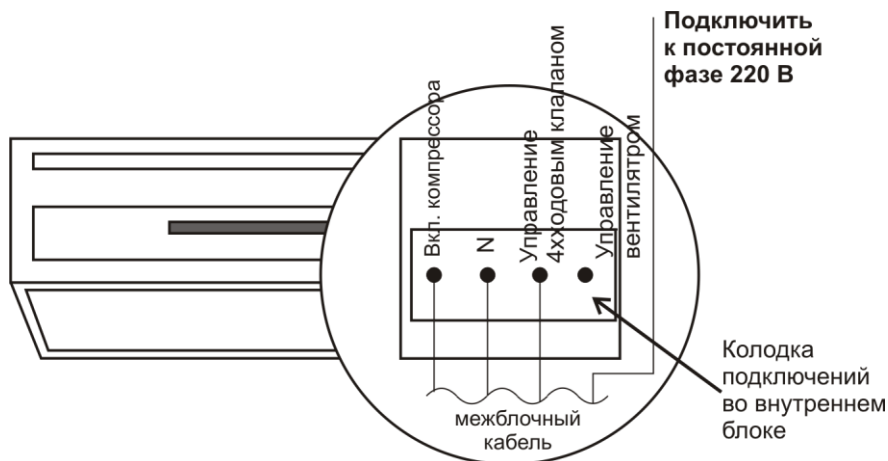 Подключить
к постоянной
фазе 220 В
Вкл. компрессора
N
Управление
4хходовым клапаном
Управление
вентилятром
межблочный
кабель
Колодка
подключений
во внутреннем
блоке